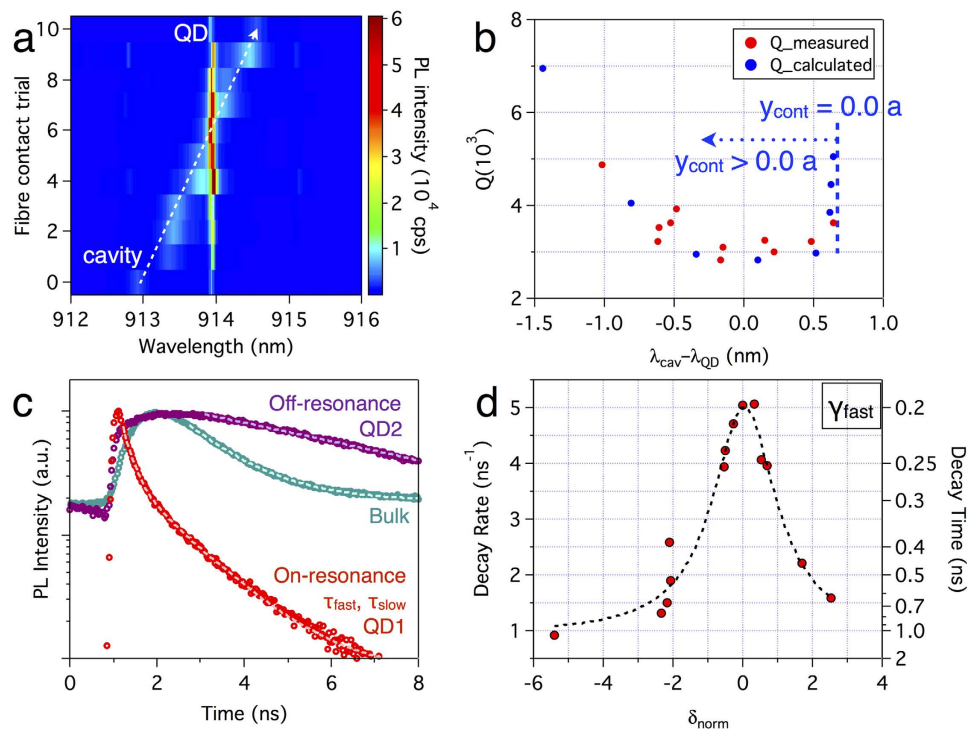 a
QD
cavity
Fibre contact trial
10
8
6
4
2
0
912
913
914
915
916
Wavelength (nm)
6
5
4
3
2
1
PL intensity (10⁴ cps)
b
Q_measured
Q_calculated
y_cont = 0.0 a
y_cont > 0.0 a
Q(10³)
8
6
4
2
-1.5
-1.0
-0.5
0.0
0.5
1.0
λ_cav–λ_QD (nm)
c
Off-resonance
QD2
Bulk
On-resonance
τ_fast, τ_slow
QD1
PL Intensity (a.u.)
0
2
4
6
8
Time (ns)
d
γ_fast
Decay Rate (ns⁻¹)
5
4
3
2
1
0.2
0.25
0.3
0.4
0.5
0.7
1.0
2
Decay Time (ns)
-6
-4
-2
0
2
4
δ_norm